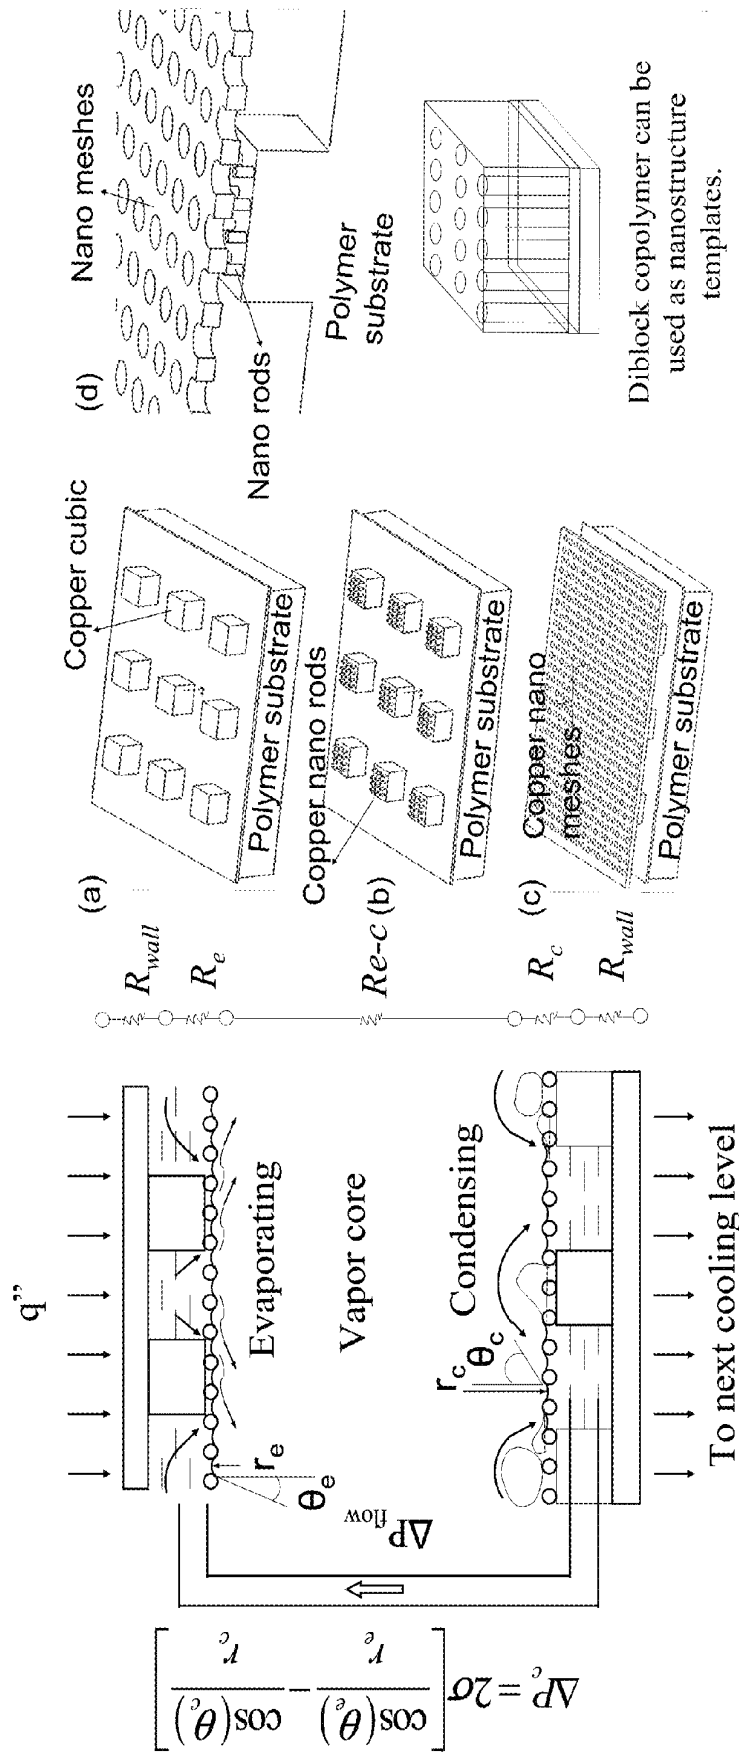 q”
Evaporating
Vapor core
Condensing
r_e
θ_e
r_c
θ_c
ΔP_flow
To next cooling level
ΔP_c = 2σ[cos(θ_e)/r_e − cos(θ_c)/r_c]
R_wall
R_e
Re-c
R_c
R_wall
(a)
Copper cubic
Polymer substrate
(b)
Copper nano rods
Polymer substrate
(c)
Copper nano
meshes
Polymer substrate
(d)
Nano meshes
Nano rods
Polymer
substrate
Diblock copolymer can be
used as nanostructure
templates.